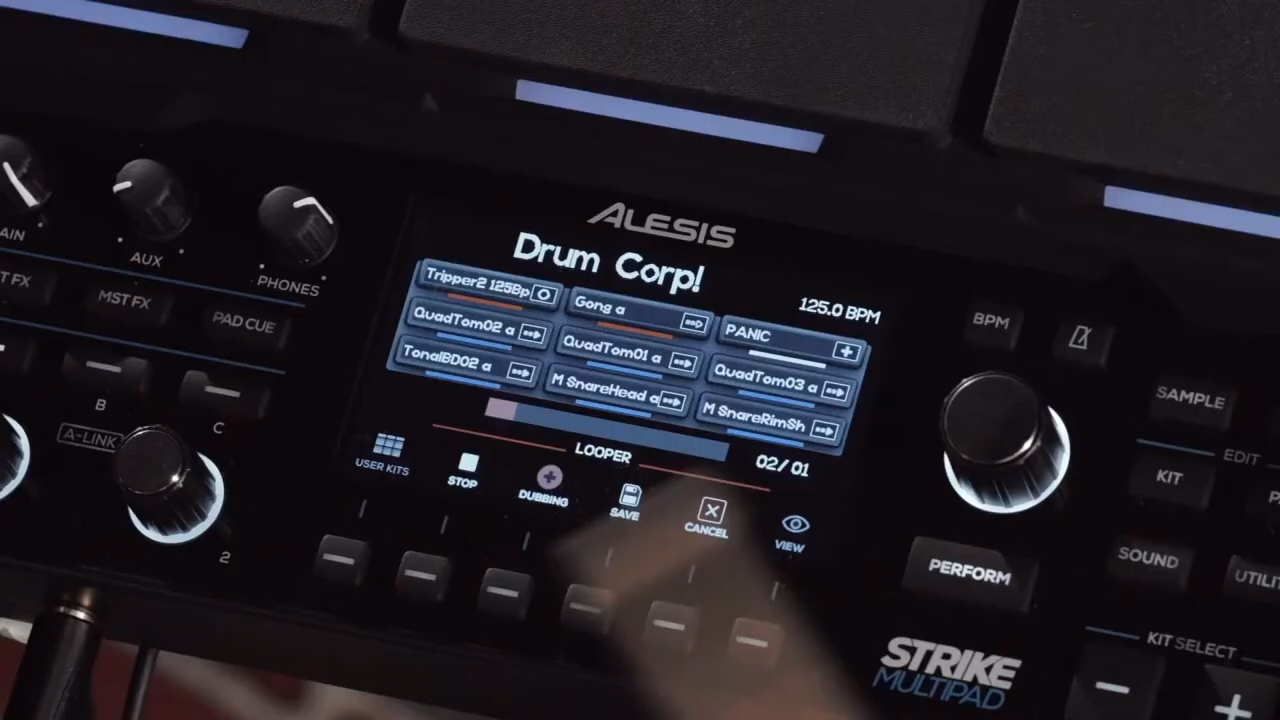 ALESIS
Drum Corp!
125.0 BPM
Tripper2 125Bp
Gong a
PANIC
QuadTom02 a
QuadTom01 a
QuadTom03 a
TonalBD02 a
M SnareHead a
M SnareRimSh
LOOPER
02/01
USER KITS
STOP
DUBBING
SAVE
CANCEL
VIEW
AIN
AUX
PHONES
T FX
MST FX
PAD CUE
B
C
A-LINK
2
BPM
SAMPLE
EDIT
KIT
PERFORM
SOUND
UTILIT
KIT SELECT
STRIKE
MULTIPAD